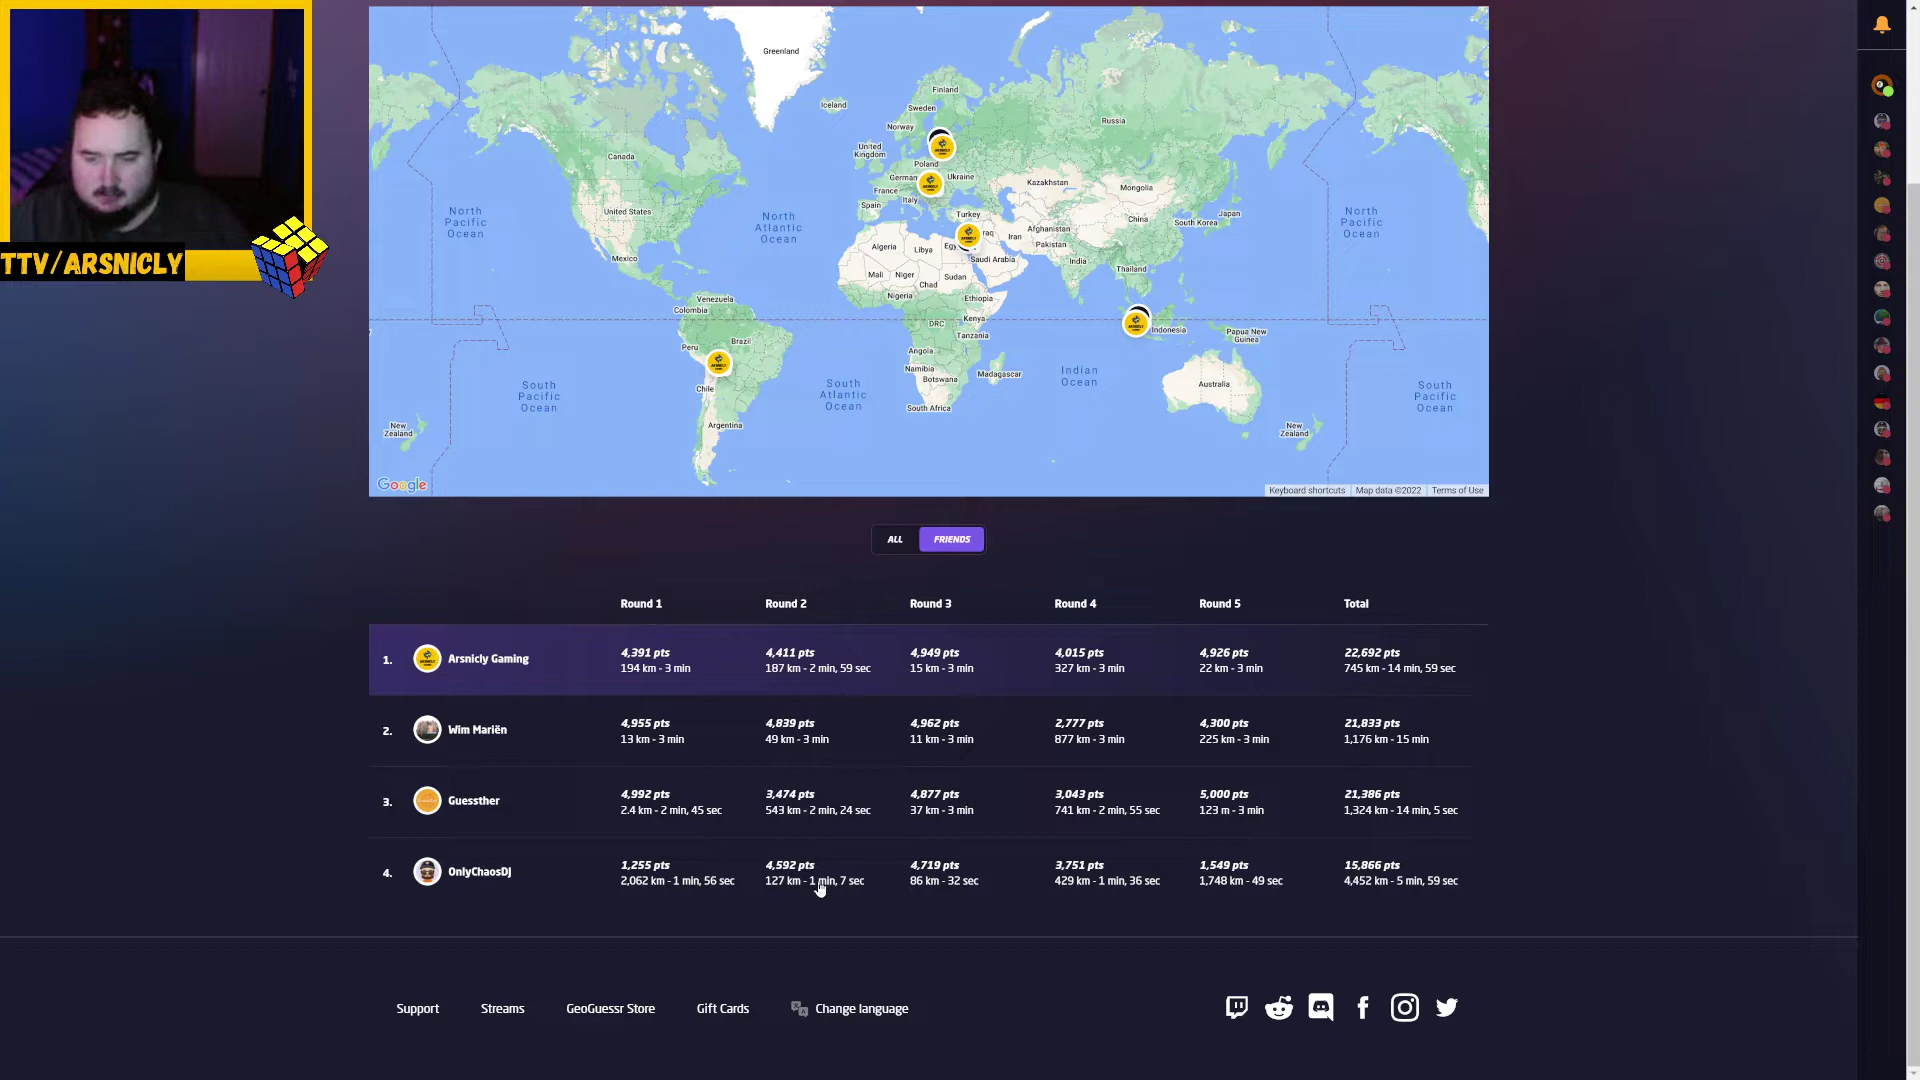 TTV/ARSNICLY
Greenland
Iceland
Finland
Sweden
Norway
Russia
United
Kingdom
Canada
Poland
German
Ukraine
Kazakhstan
Mongolia
France
Italy
Spain
Turkey
Japan
South Korea
China
United States
North
Pacific
Ocean
North
Atlantic
Ocean
North
Pacific
Ocean
Afghanistan
Iran
Pakistan
Algeria
Libya
Egy
raq
Saudi Arabia
India
Thailand
Mexico
Mali
Niger
Chad
Sudan
Nigeria
Ethiopia
Venezuela
Colombia
DRC
Kenya
Tanzania
Indonesia
Papua New
Guinea
Peru
Brazil
Angola
Namibia
Botswana
Madagascar
Indian
Ocean
Australia
Chile
South
Pacific
Ocean
South
Atlantic
Ocean
South
Pacific
Ocean
South Africa
Argentina
New
Zealand
New
Zealand
Google
Keyboard shortcuts
Map data ©2022
Terms of Use
ALL
FRIENDS
Round 1 Round 2 Round 3 Round 4 Round 5 Total
1. Arsnicly Gaming 4,391 pts 4,411 pts 4,949 pts 4,015 pts 4,926 pts 22,692 pts
194 km - 3 min 187 km - 2 min, 59 sec 15 km - 3 min 327 km - 3 min 22 km - 3 min 745 km - 14 min, 59 sec
2. Wim Mariën 4,955 pts 4,839 pts 4,962 pts 2,777 pts 4,300 pts 21,833 pts
13 km - 3 min 49 km - 3 min 11 km - 3 min 877 km - 3 min 225 km - 3 min 1,176 km - 15 min
3. Guessther 4,992 pts 3,474 pts 4,877 pts 3,043 pts 5,000 pts 21,386 pts
2.4 km - 2 min, 45 sec 543 km - 2 min, 24 sec 37 km - 3 min 741 km - 2 min, 55 sec 123 m - 3 min 1,324 km - 14 min, 5 sec
4. OnlyChaosDJ 1,255 pts 4,592 pts 4,719 pts 3,751 pts 1,549 pts 15,866 pts
2,062 km - 1 min, 56 sec 127 km - 1 min, 7 sec 86 km - 32 sec 429 km - 1 min, 36 sec 1,748 km - 49 sec 4,452 km - 5 min, 59 sec
Support Streams GeoGuessr Store Gift Cards Change language